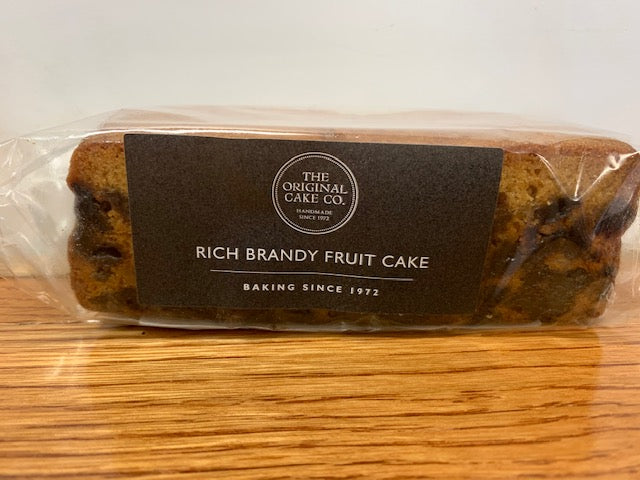 THE
ORIGINAL
CAKE CO.
HANDMADE
SINCE 1972
RICH BRANDY FRUIT CAKE
BAKING SINCE 1972